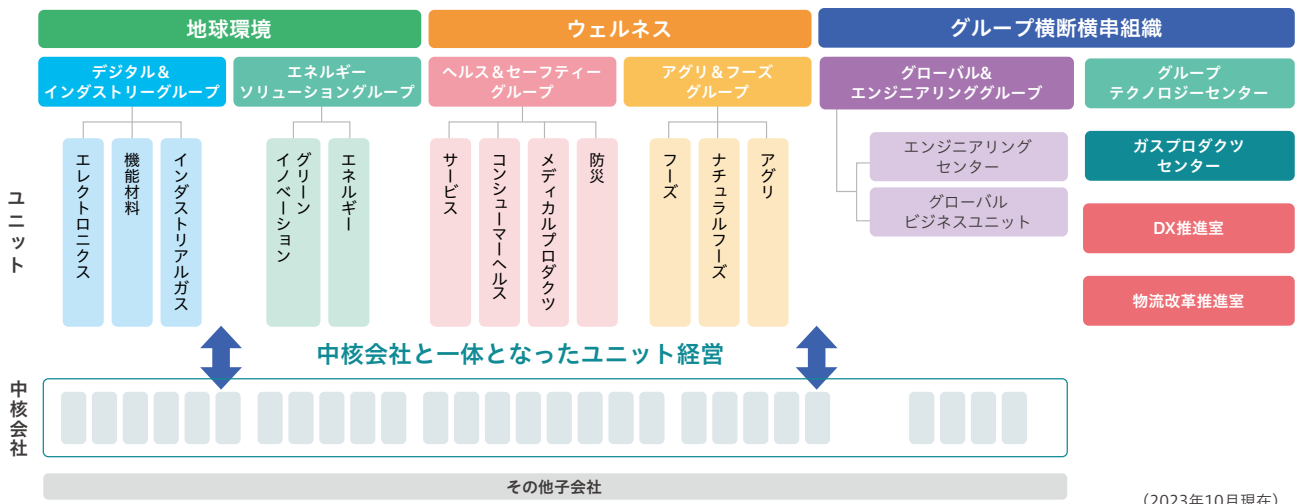 地球環境
ウェルネス
グループ横断横串組織
デジタル＆
インダストリーグループ
エネルギー
ソリューショングループ
ヘルス＆セーフティー
グループ
アグリ＆フーズ
グループ
グローバル＆
エンジニアリンググループ
グループ
テクノロジーセンター
ユニット
エレクトロニクス
機能材料
インダストリアルガス
グリーン
イノベーション
エネルギー
サービス
コンシューマーヘルス
メディカルプロダクツ
防災
フーズ
ナチュラルフーズ
アグリ
エンジニアリング
センター
グローバル
ビジネスユニット
ガスプロダクツ
センター
DX推進室
物流改革推進室
中核会社と一体となったユニット経営
中核会社
その他子会社
（2023年10月現在）